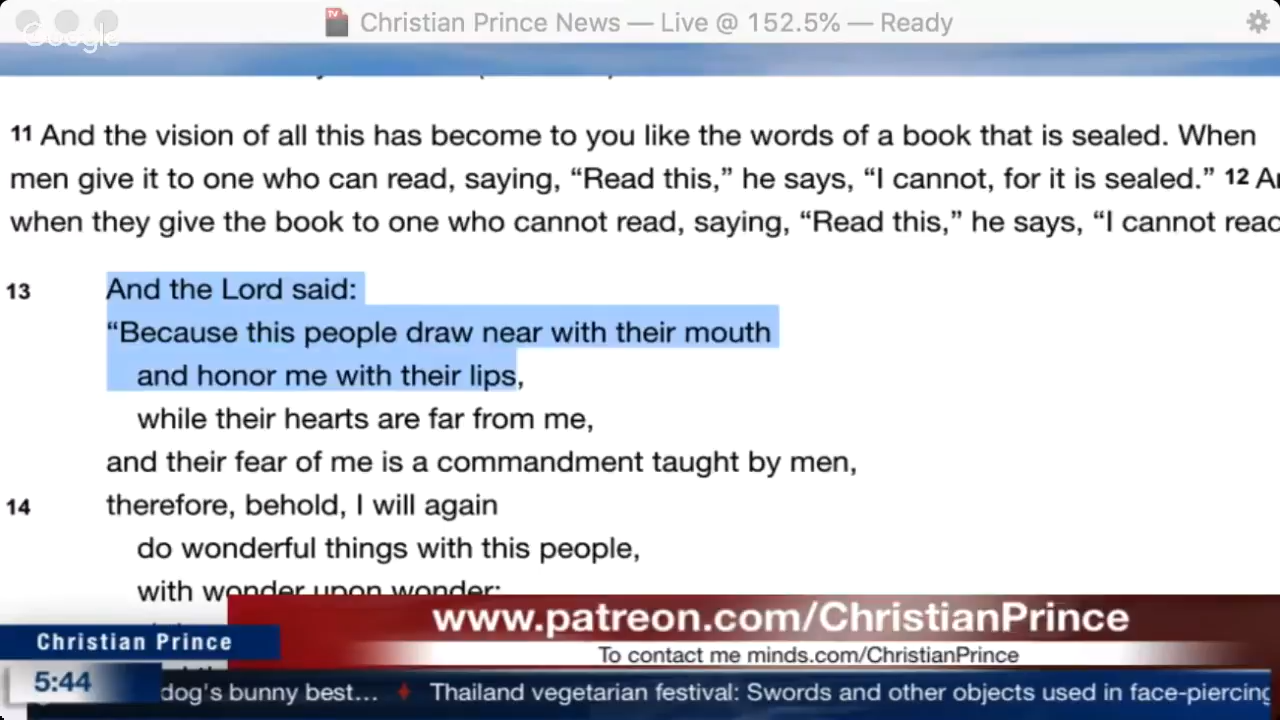 Christian Prince News — Live @ 152.5% — Ready
Google
11 And the vision of all this has become to you like the words of a book that is sealed. When
men give it to one who can read, saying, “Read this,” he says, “I cannot, for it is sealed.” 12
when they give the book to one who cannot read, saying, “Read this,” he says, “I cannot
13 And the Lord said:
“Because this people draw near with their mouth
and honor me with their lips,
while their hearts are far from me,
and their fear of me is a commandment taught by men,
14 therefore, behold, I will again
do wonderful things with this people,
with wonder upon wonder;
www.patreon.com/ChristianPrince
Christian Prince
To contact me minds.com/ChristianPrince
5:44
dog's bunny best... ♦ Thailand vegetarian festival: Swords and other objects used in face-piercing